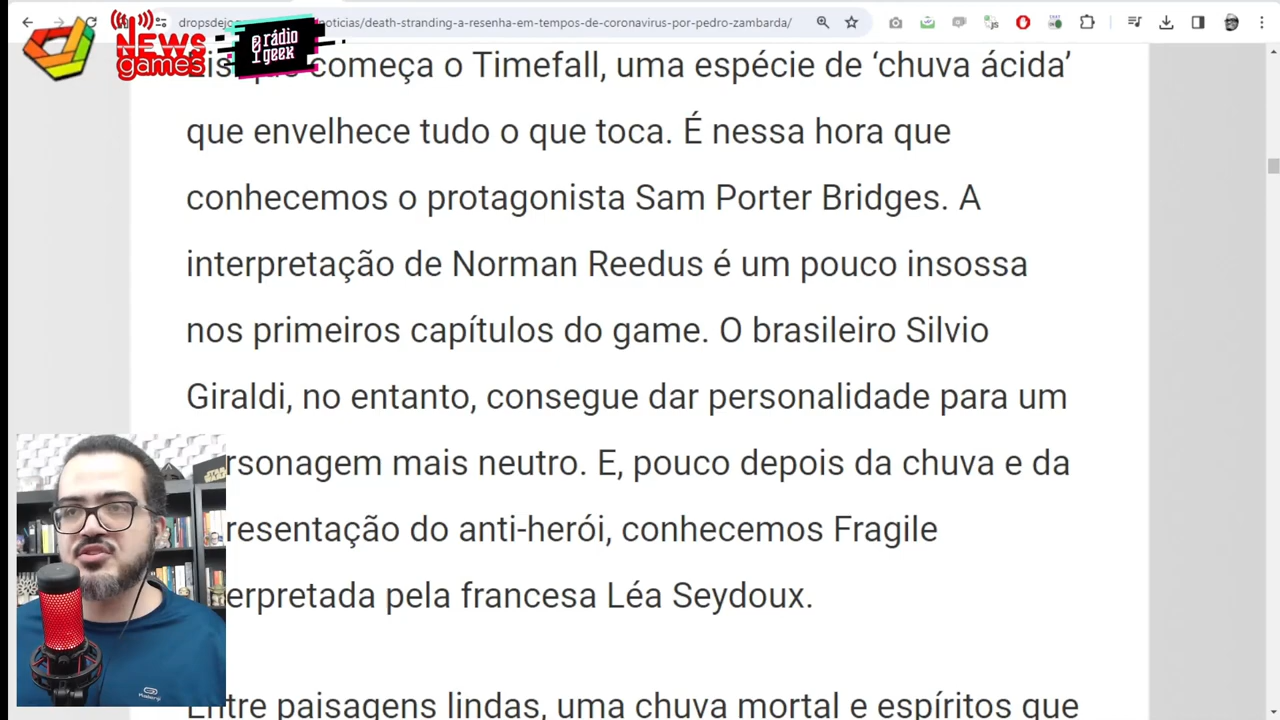 dropsdejo
oticias/death-stranding-a-resenha-em-tempos-de-coronavirus-por-pedro-zambarda/
NEWS
games
rádio
geek
começa o Timefall, uma espécie de ‘chuva ácida’
que envelhece tudo o que toca. É nessa hora que
conhecemos o protagonista Sam Porter Bridges. A
interpretação de Norman Reedus é um pouco insossa
nos primeiros capítulos do game. O brasileiro Silvio
Giraldi, no entanto, consegue dar personalidade para um
rsonagem mais neutro. E, pouco depois da chuva e da
resentação do anti-herói, conhecemos Fragile
erpretada pela francesa Léa Seydoux.
Entre paisagens lindas, uma chuva mortal e espíritos que